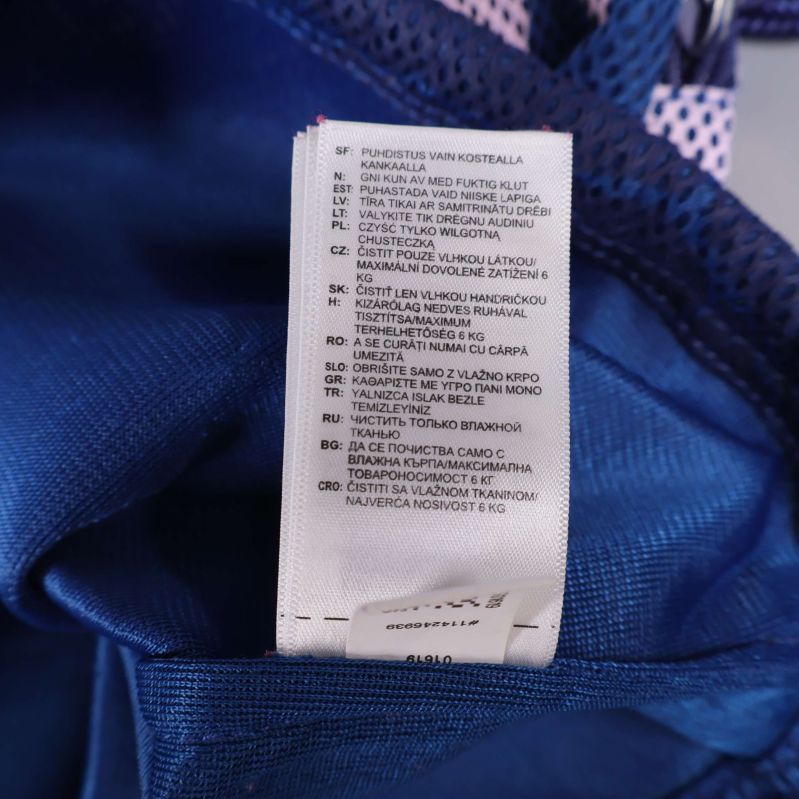 SF: PUHDISTUS VAIN KOSTEALLA
KANKAALLA
N: GNI KUN AV MED FUKTIG KLUT
EST: PUHASTADA VAID NIISKE LAPIGA
LV: TĪRA TIKAI AR SAMITRINĀTU DRĒBI
LT: VALYKITE TIK DRĖGNU AUDINIU
PL: CZYŚĆ TYLKO WILGOTNĄ
CHUSTECZKĄ
CZ: ČISTIT POUZE VLHKOU LÁTKOU/
MAXIMÁLNÍ DOVOLENÉ ZATÍŽENÍ 6
KG
SK: ČISTIŤ LEN VLHKOU HANDRIČKOU
H: KIZÁRÓLAG NEDVES RUHÁVAL
TISZTÍTSA/MAXIMUM
TERHELHETŐSÉG 6 KG
RO: A SE CURĂȚI NUMAI CU CÂRPĂ
UMEZITĂ
SLO: OBRIŠITE SAMO Z VLAŽNO KRPO
GR: ΚΑΘΑΡΙΣΤΕ ΜΕ ΥΓΡΟ ΠΑΝΙ ΜΟΝΟ
TR: YALNIZCA ISLAK BEZLE
TEMİZLEYİNİZ
RU: ЧИСТИТЬ ТОЛЬКО ВЛАЖНОЙ
ТКАНЬЮ
BG: ДА СЕ ПОЧИСТВА САМО С
ВЛАЖНА КЪРПА/МАКСИМАЛНА
ТОВАРОНОСИМОСТ 6 КГ
CRO: ČISTITI SA VLAŽNOM TKANINOM/
NAJVERĆA NOSIVOST 6 KG
#1114246939
01619